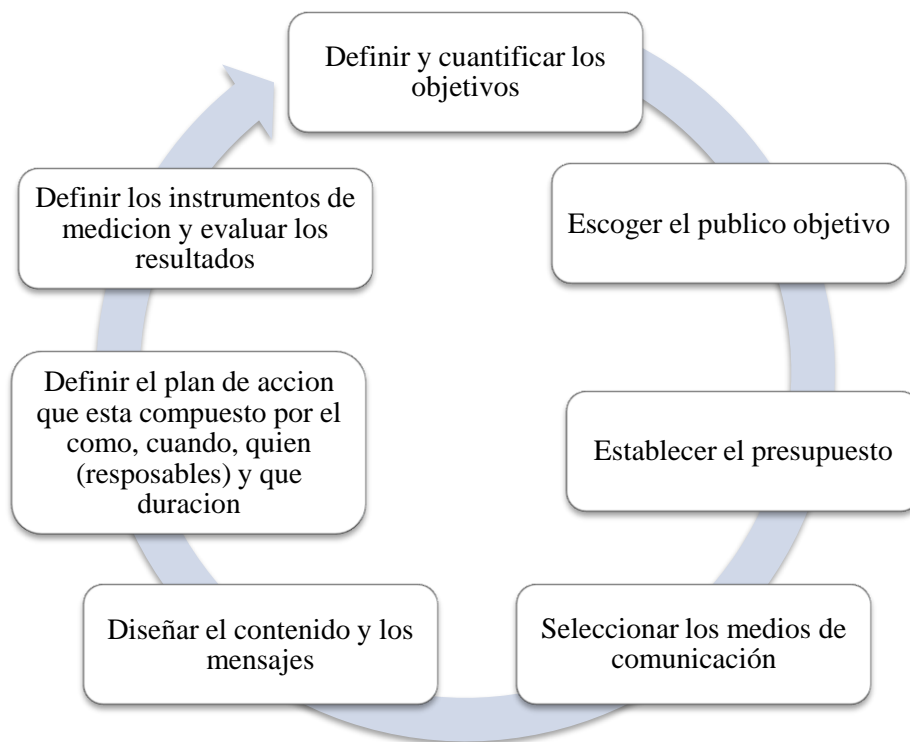 Definir y cuantificar los
objetivos
Escoger el publico objetivo
Establecer el presupuesto
Seleccionar los medios de
comunicación
Diseñar el contenido y los
mensajes
Definir el plan de accion
que esta compuesto por el
como, cuando, quien
(resposables) y que
duracion
Definir los instrumentos de
medicion y evaluar los
resultados